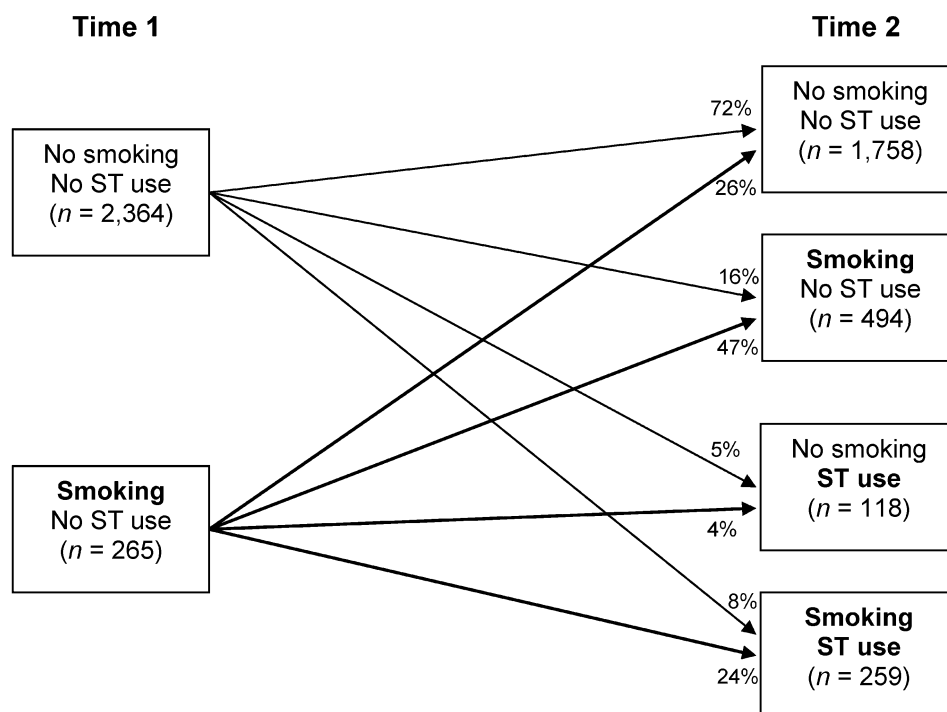 Time 1
No smoking
No ST use
(n = 2,364)
Smoking
No ST use
(n = 265)
72%
26%
16%
47%
5%
4%
8%
24%
Time 2
No smoking
No ST use
(n = 1,758)
Smoking
No ST use
(n = 494)
No smoking
ST use
(n = 118)
Smoking
ST use
(n = 259)